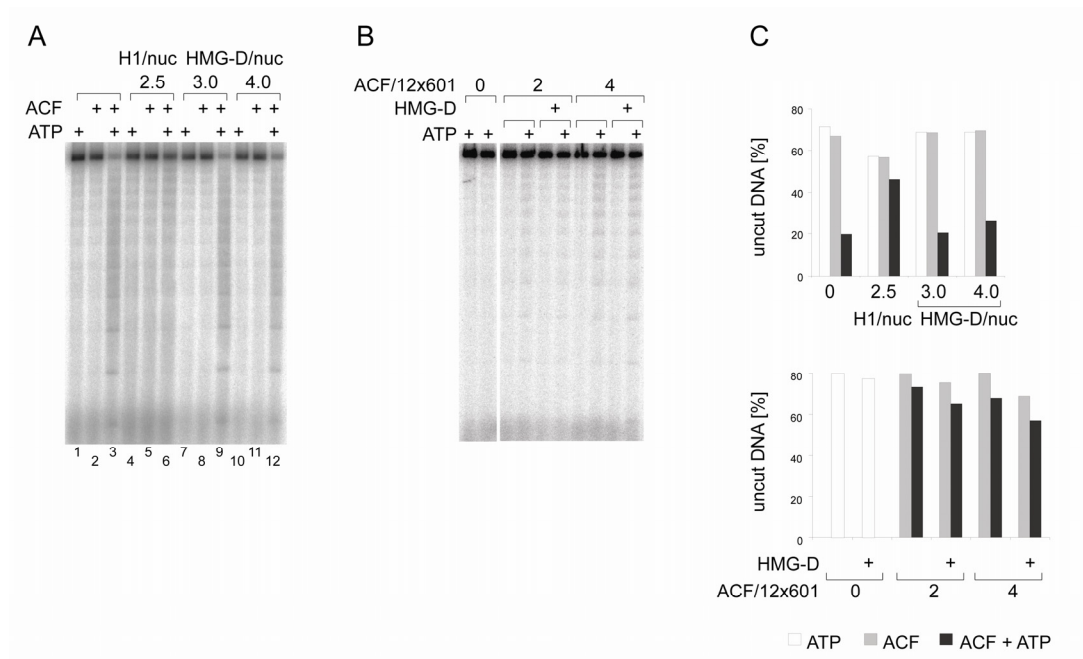 A
H1/nuc HMG-D/nuc
2.5 3.0 4.0
ACF + + + + + + + +
ATP + + + + + + + +
1 2 3 4 5 6 7 8 9 10 11 12
B
ACF/12x601 0 2 4
HMG-D + +
ATP + + + + + +
C
uncut DNA [%]
80
60
40
20
0
0 2.5 3.0 4.0
H1/nuc HMG-D/nuc
uncut DNA [%]
80
60
40
20
0
HMG-D + + +
ACF/12x601 0 2 4
ATP ACF ACF + ATP